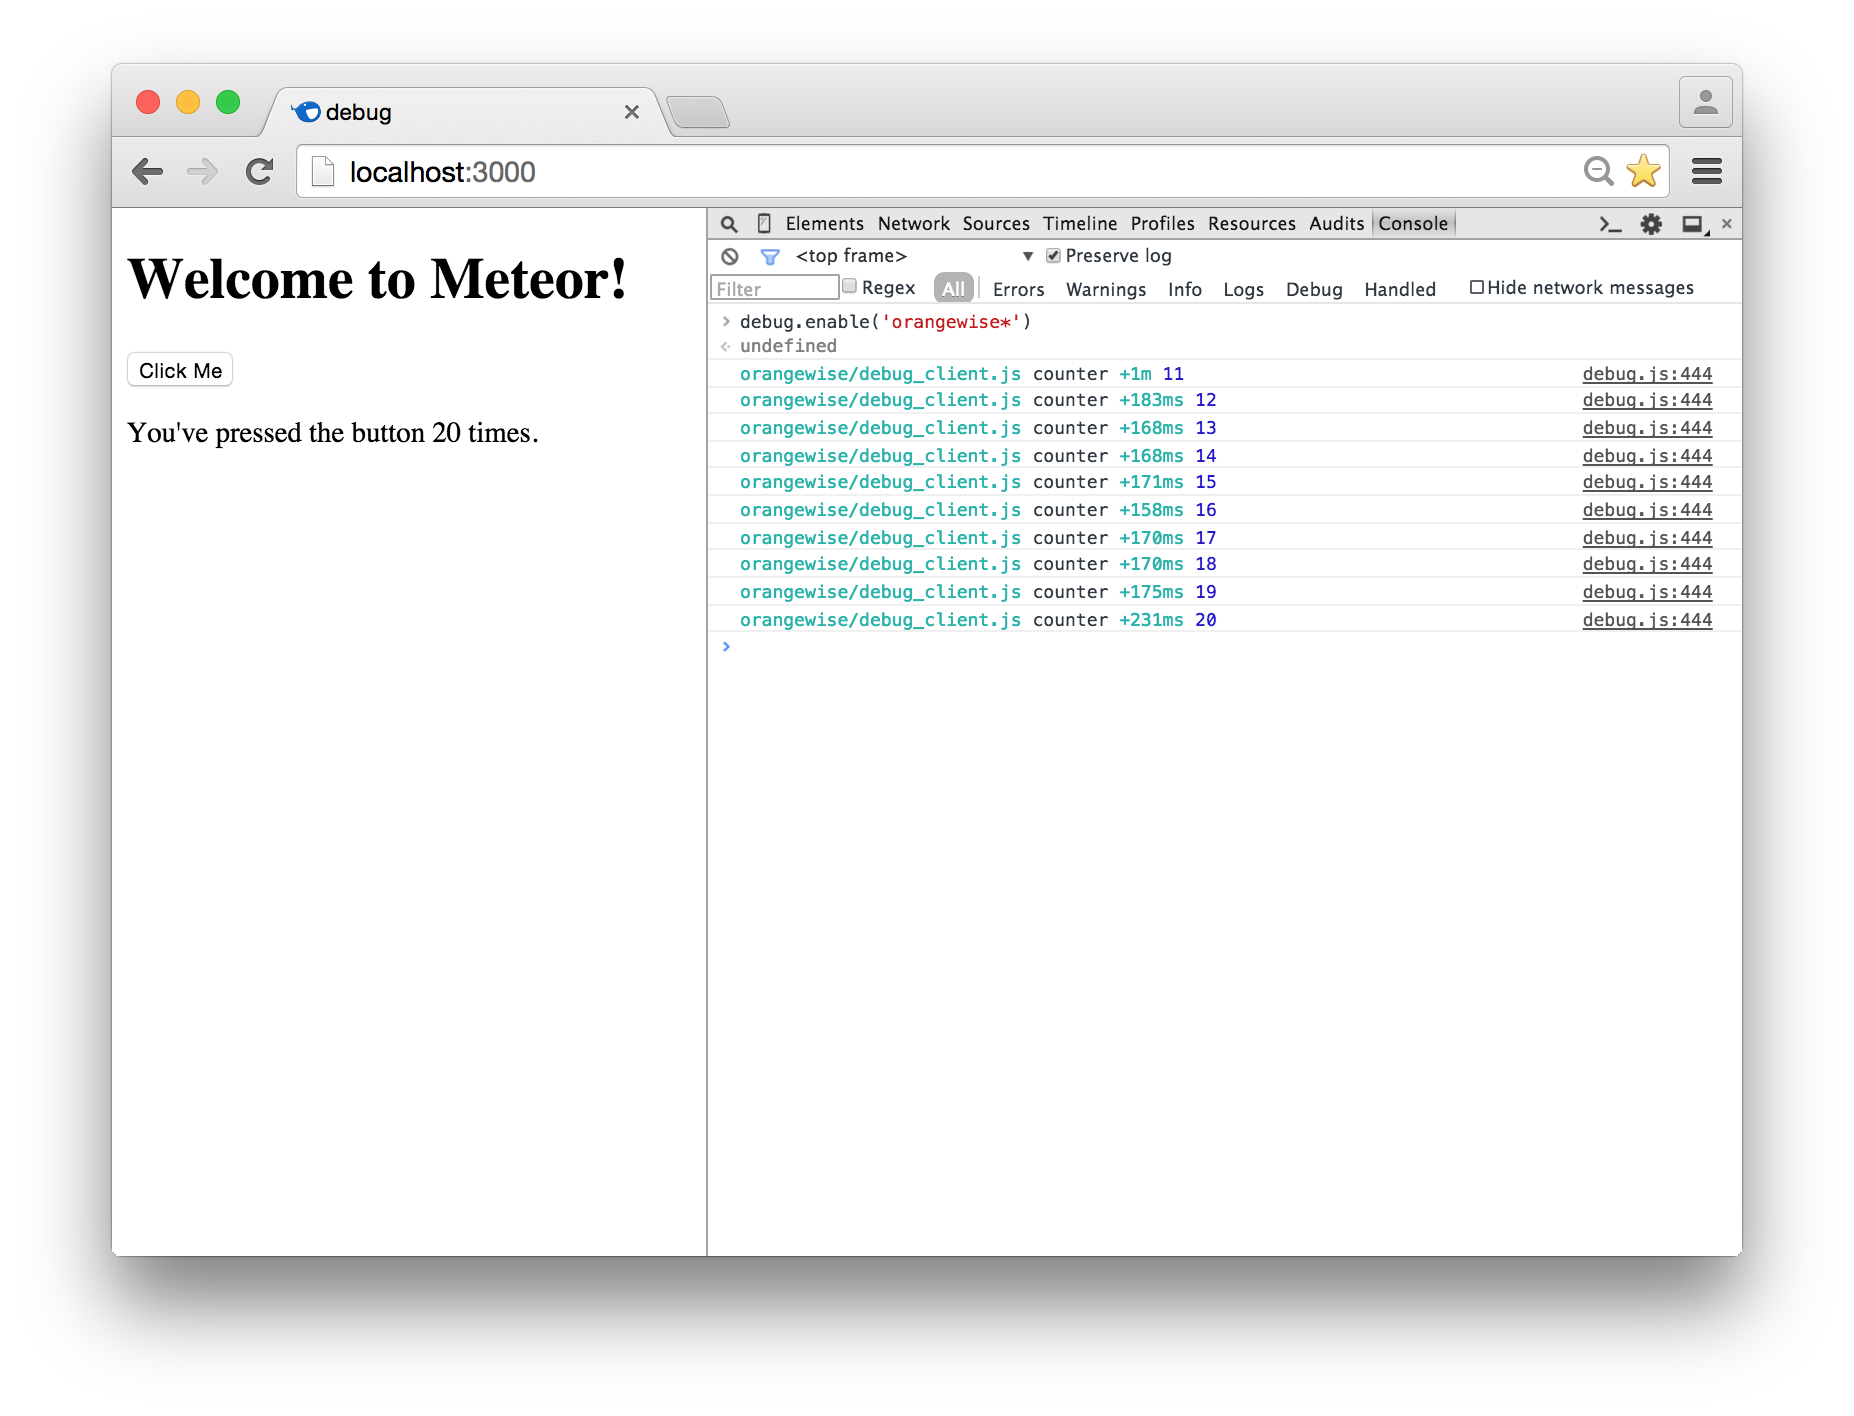 debug
localhost:3000
Welcome to Meteor!
Click Me
You've pressed the button 20 times.
Elements Network Sources Timeline Profiles Resources Audits Console
<top frame> Preserve log
Filter Regex All Errors Warnings Info Logs Debug Handled Hide network messages
debug.enable('orangewise*')
undefined
orangewise/debug_client.js counter +1m 11 debug.js:444
orangewise/debug_client.js counter +183ms 12 debug.js:444
orangewise/debug_client.js counter +168ms 13 debug.js:444
orangewise/debug_client.js counter +168ms 14 debug.js:444
orangewise/debug_client.js counter +171ms 15 debug.js:444
orangewise/debug_client.js counter +158ms 16 debug.js:444
orangewise/debug_client.js counter +170ms 17 debug.js:444
orangewise/debug_client.js counter +170ms 18 debug.js:444
orangewise/debug_client.js counter +175ms 19 debug.js:444
orangewise/debug_client.js counter +231ms 20 debug.js:444